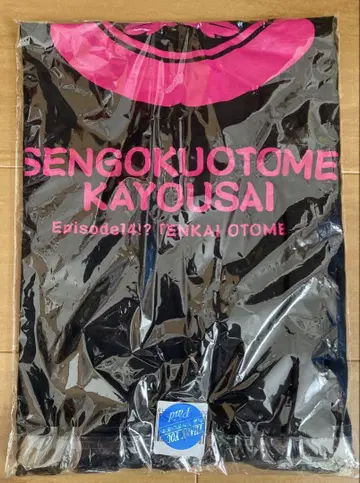 SENGOKUOTOME
KAYOUSAI
Episode14!? TENKAI OTOME